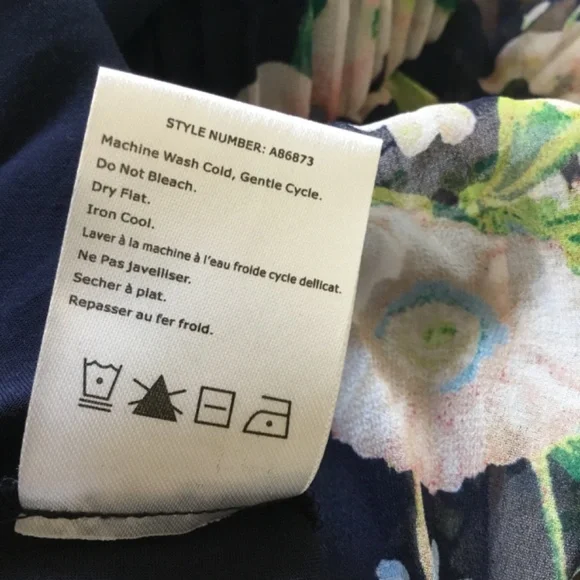 STYLE NUMBER: A86873
Machine Wash Cold, Gentle Cycle.
Do Not Bleach.
Dry Flat.
Iron Cool.
Laver à la machine à l'eau froide cycle dellicat.
Ne Pas Javelliser.
Secher à plat.
Repasser au fer froid.